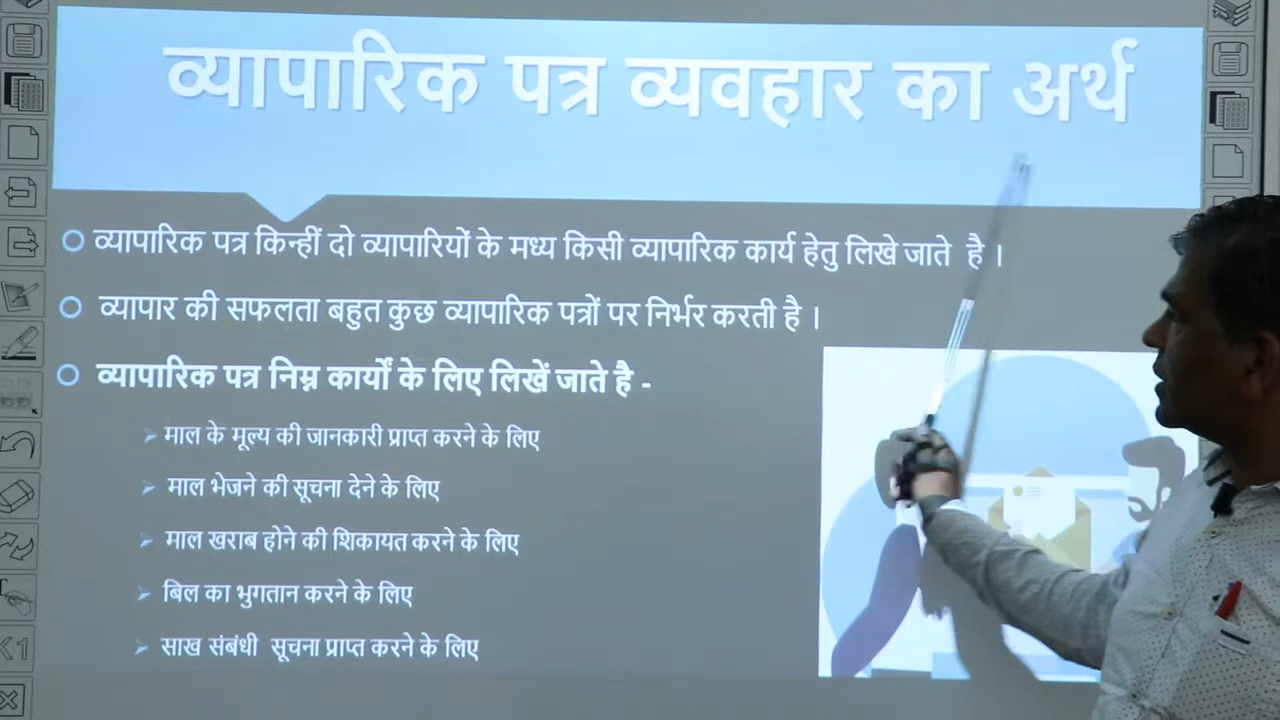 व्यापारिक पत्र व्यवहार का अर्थ
व्यापारिक पत्र किन्हीं दो व्यापारियों के मध्य किसी व्यापारिक कार्य हेतु लिखे जाते है ।
व्यापार की सफलता बहुत कुछ व्यापारिक पत्रों पर निर्भर करती है ।
व्यापारिक पत्र निम्न कार्यों के लिए लिखें जाते है -
माल के मूल्य की जानकारी प्राप्त करने के लिए
माल भेजने की सूचना देने के लिए
माल खराब होने की शिकायत करने के लिए
बिल का भुगतान करने के लिए
साख संबंधी सूचना प्राप्त करने के लिए